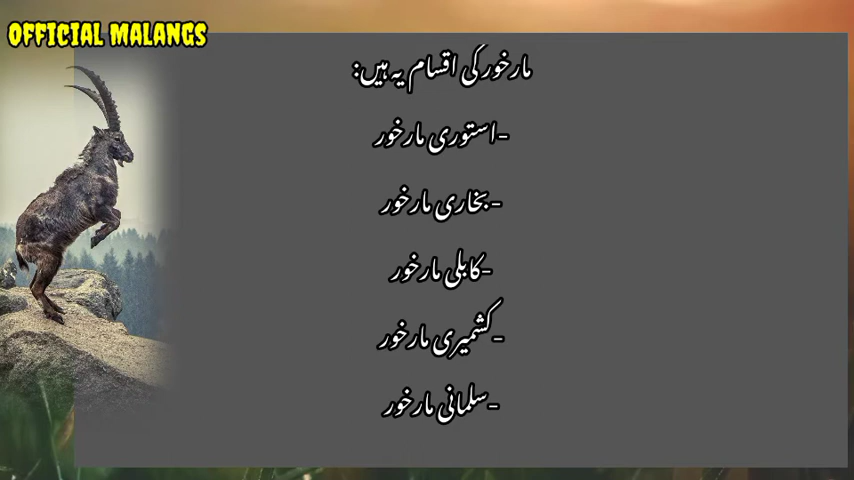 OFFICIAL MALANGS
مارخور کی اقسام یہ ہیں:
-استوری مارخور
-بخاری مارخور
-کابلی مارخور
-کشمیری مارخور
-سلمانی مارخور